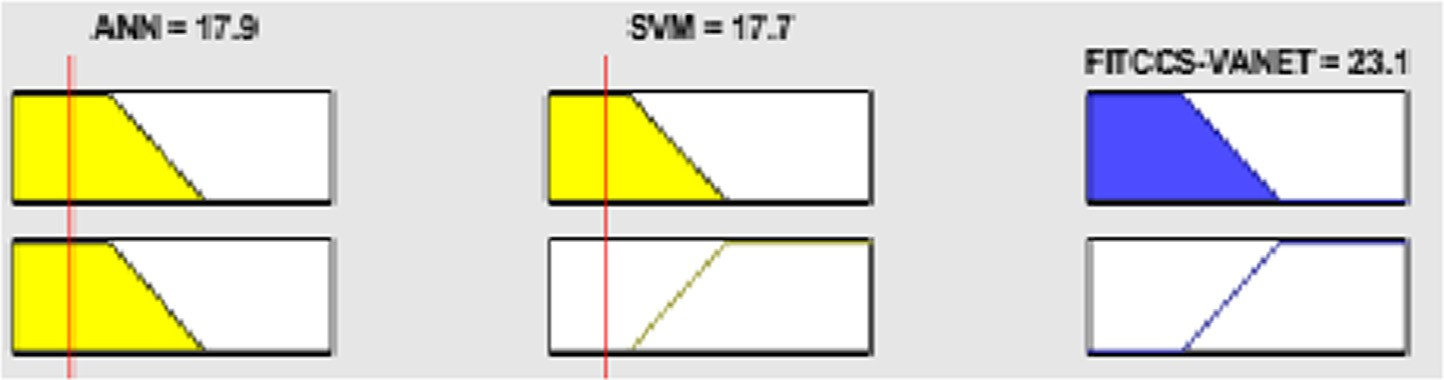 ANN = 17.9
SVM = 17.7
FITCCS-VANET = 23.1